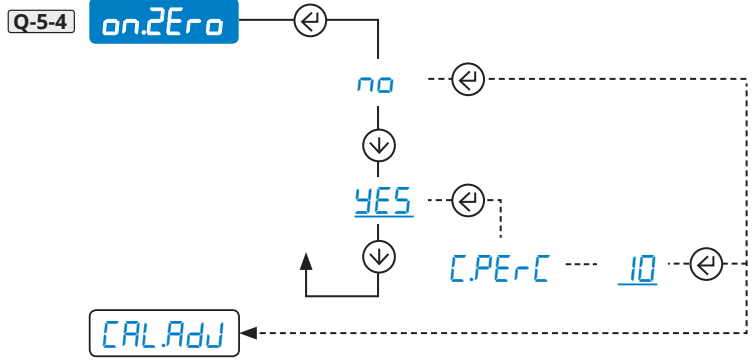 Q-5-4 on.2Ero
no
YES
C.PErC 10
CAL.AdJ